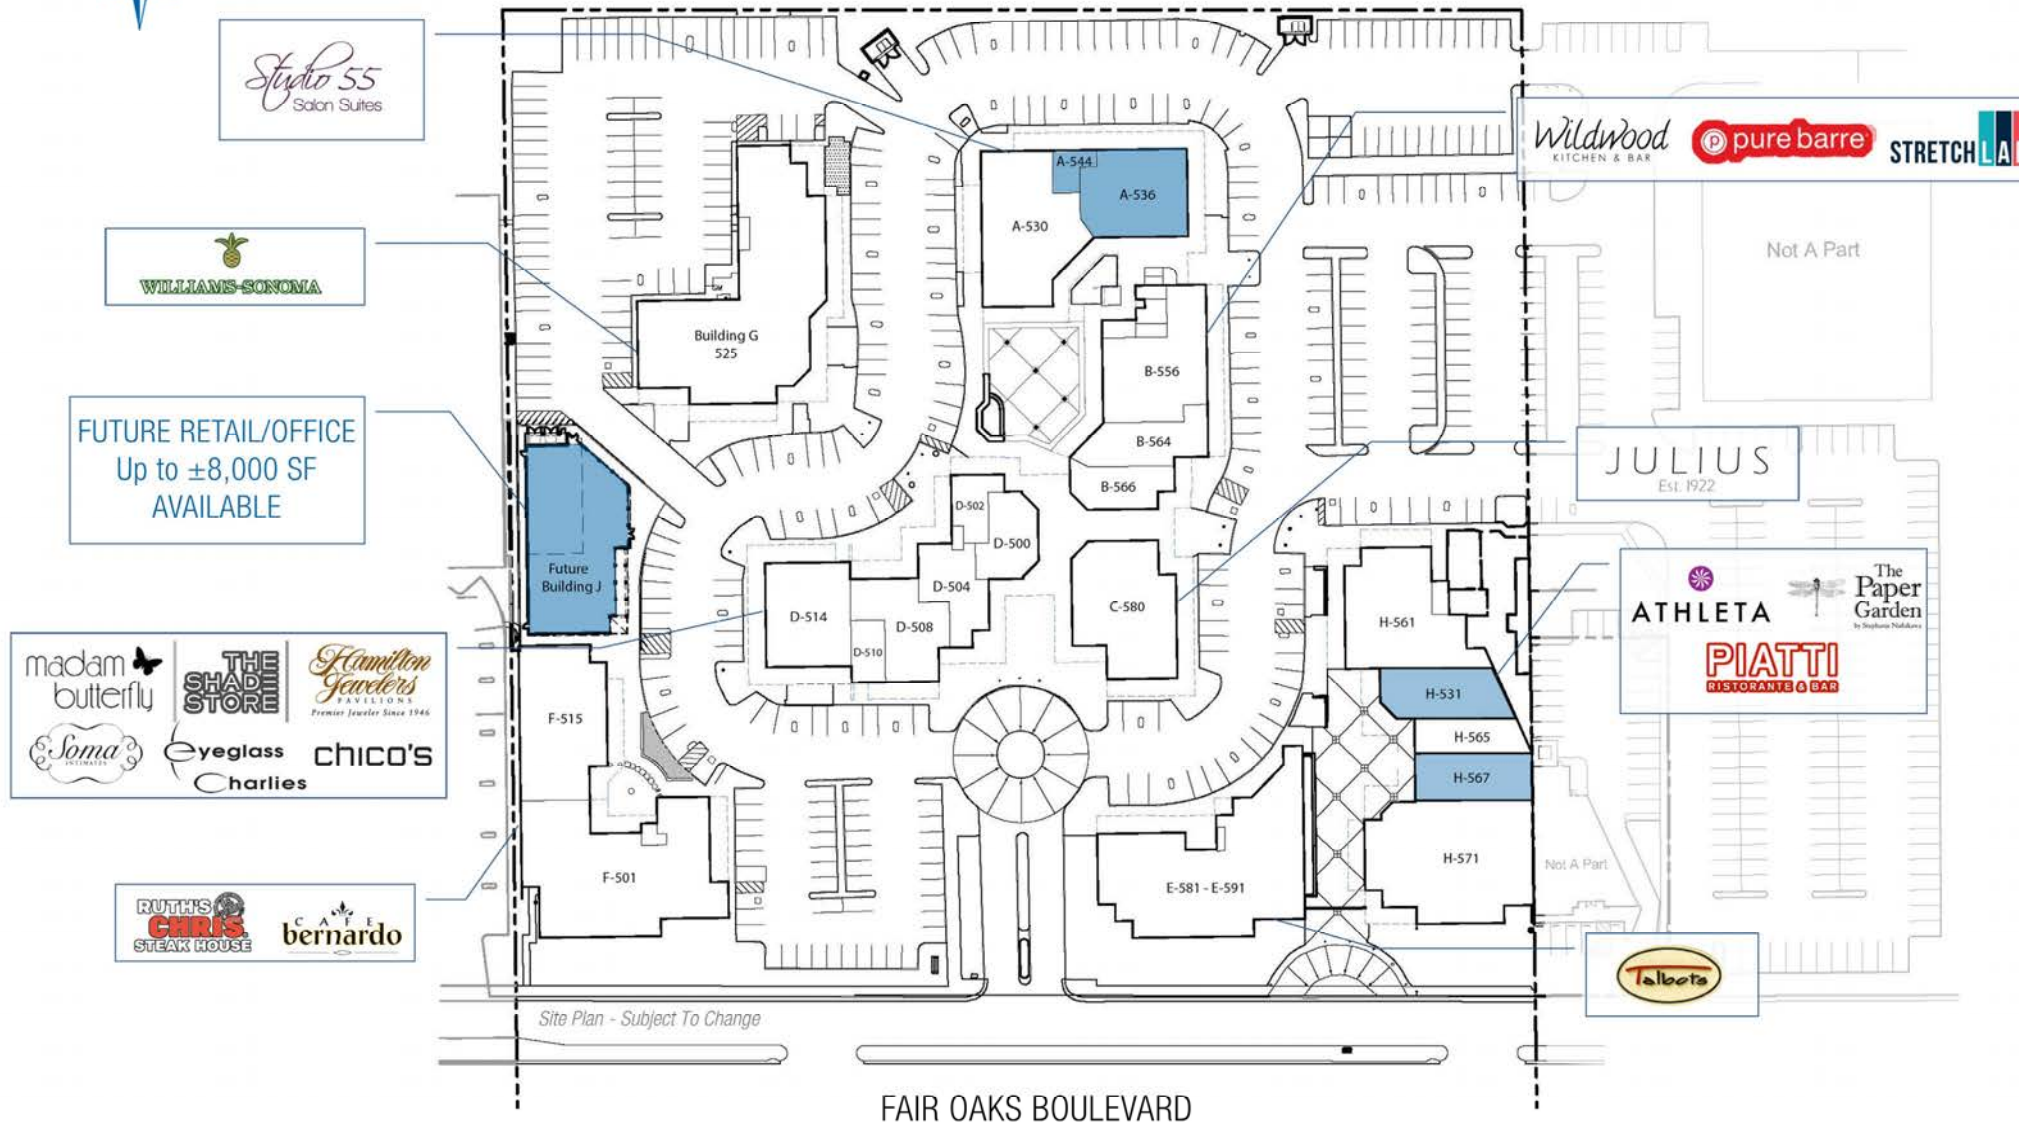 Studio 55
Salon Suites
WILLIAMS-SONOMA
FUTURE RETAIL/OFFICE
Up to ±8,000 SF
AVAILABLE
madam
butterfly
THE
SHADE
STORE
Hamilton
Jewelers
PAVILIONS
Premier Jeweler Since 1946
Soma
INTIMATES
eyeglass
Charlies
chico's
RUTH'S
CHRIS
STEAK HOUSE
CAFE
bernardo
A-544
A-536
A-530
Building G
525
B-556
B-564
B-566
Future
Building J
D-502
D-500
D-504
D-514
D-508
D-510
C-580
H-561
H-531
H-565
H-567
H-571
F-515
F-501
E-581 - E-591
Wildwood
KITCHEN & BAR
p pure barre
STRETCH LA
Not A Part
JULIUS
Est. 1922
ATHLETA
The
Paper
Garden
PIATTI
RISTORANTE & BAR
Not A Part
Talbots
Site Plan - Subject To Change
FAIR OAKS BOULEVARD